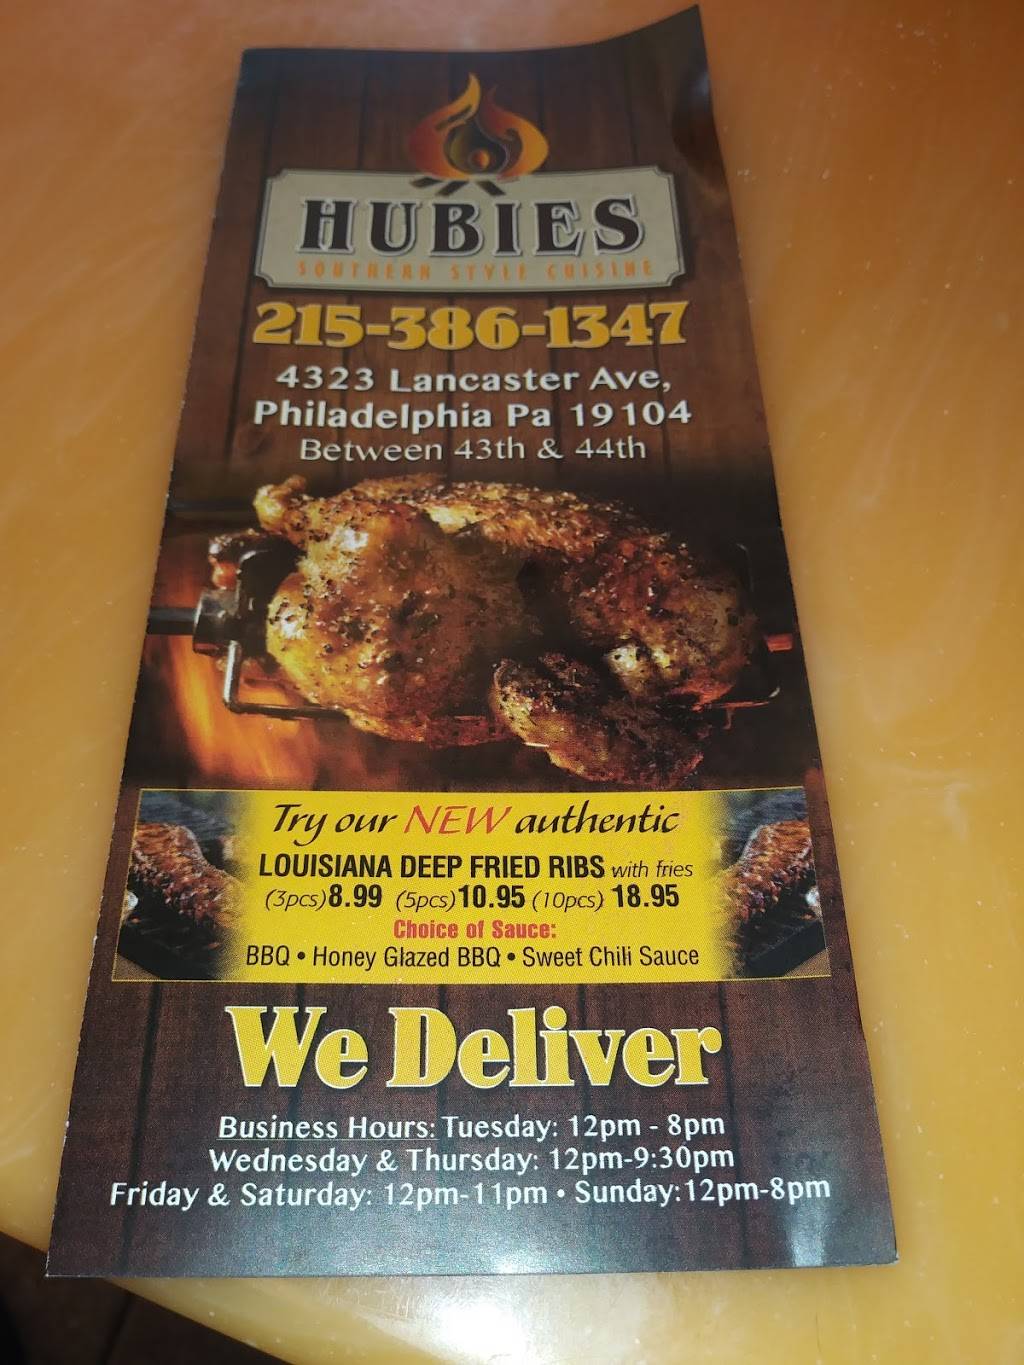 HUBIES
SOUTHERN STYLE CUISINE
215-386-1347
4323 Lancaster Ave,
Philadelphia Pa 19104
Between 43th & 44th
Try our NEW authentic
LOUISIANA DEEP FRIED RIBS with fries
(3pcs)8.99 (5pcs)10.95 (10pcs) 18.95
Choice of Sauce:
BBQ • Honey Glazed BBQ • Sweet Chili Sauce
We Deliver
Business Hours: Tuesday: 12pm - 8pm
Wednesday & Thursday: 12pm-9:30pm
Friday & Saturday: 12pm-11pm • Sunday:12pm-8pm